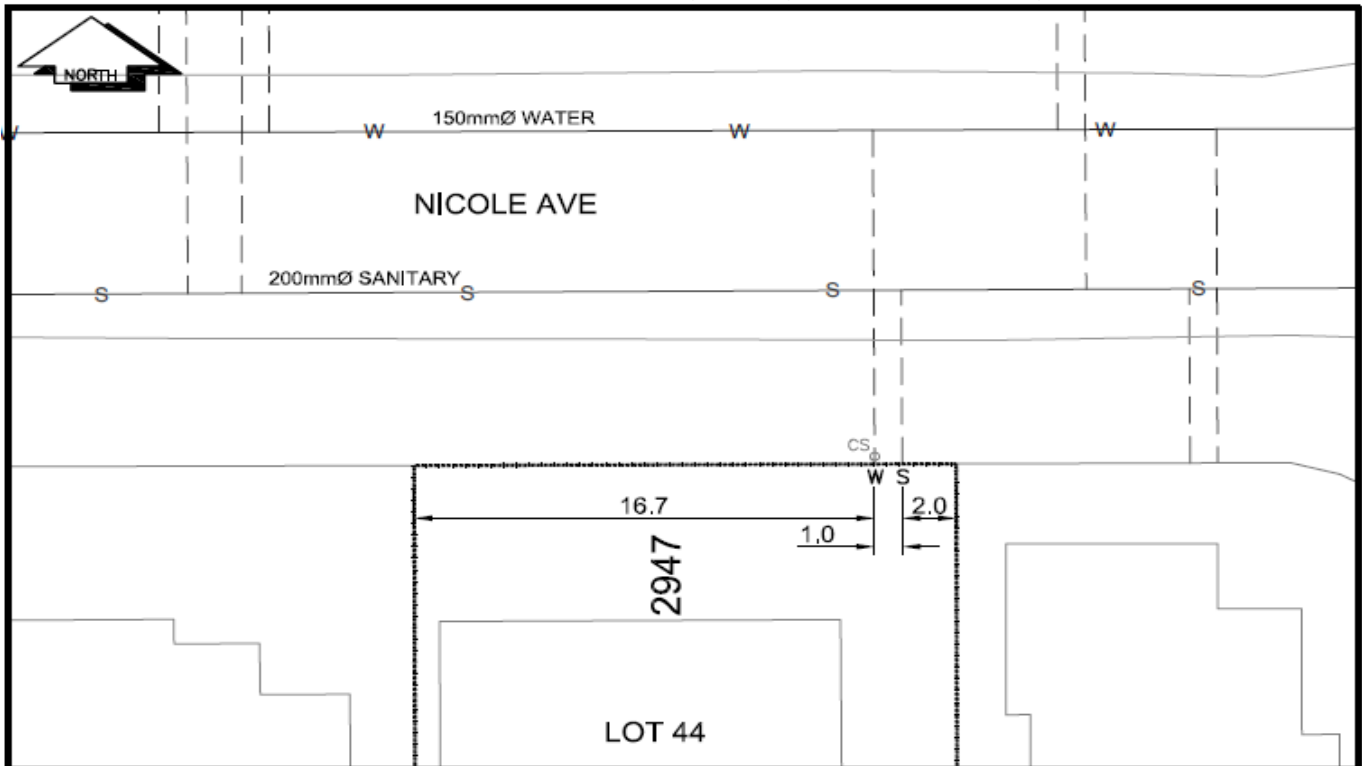 NORTH
150mmØ WATER
W W W W
NICOLE AVE
200mmØ SANITARY
S S S S
CS
W S
16.7 2.0
1.0
2947
LOT 44